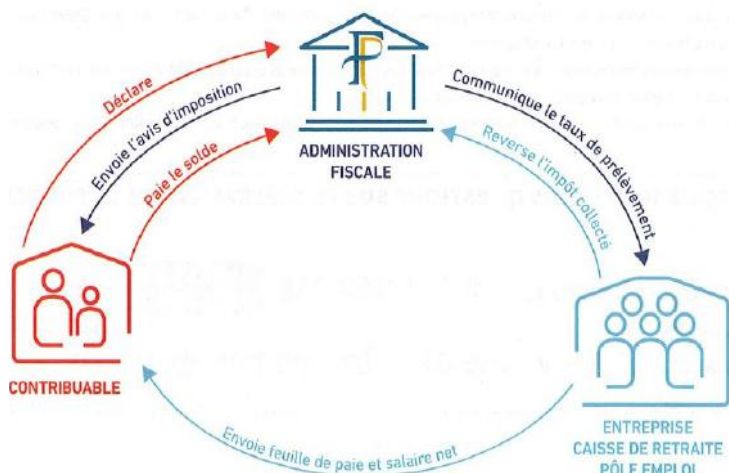 Déclare
Envoie l'avis d'imposition
Paie le solde
ADMINISTRATION
FISCALE
Communique le taux de prélèvement
Reverse l'impôt collecté
CONTRIBUABLE
Envoie feuille de paie et salaire net
ENTREPRISE
CAISSE DE RETRAITE
PÔLE EMPLOI